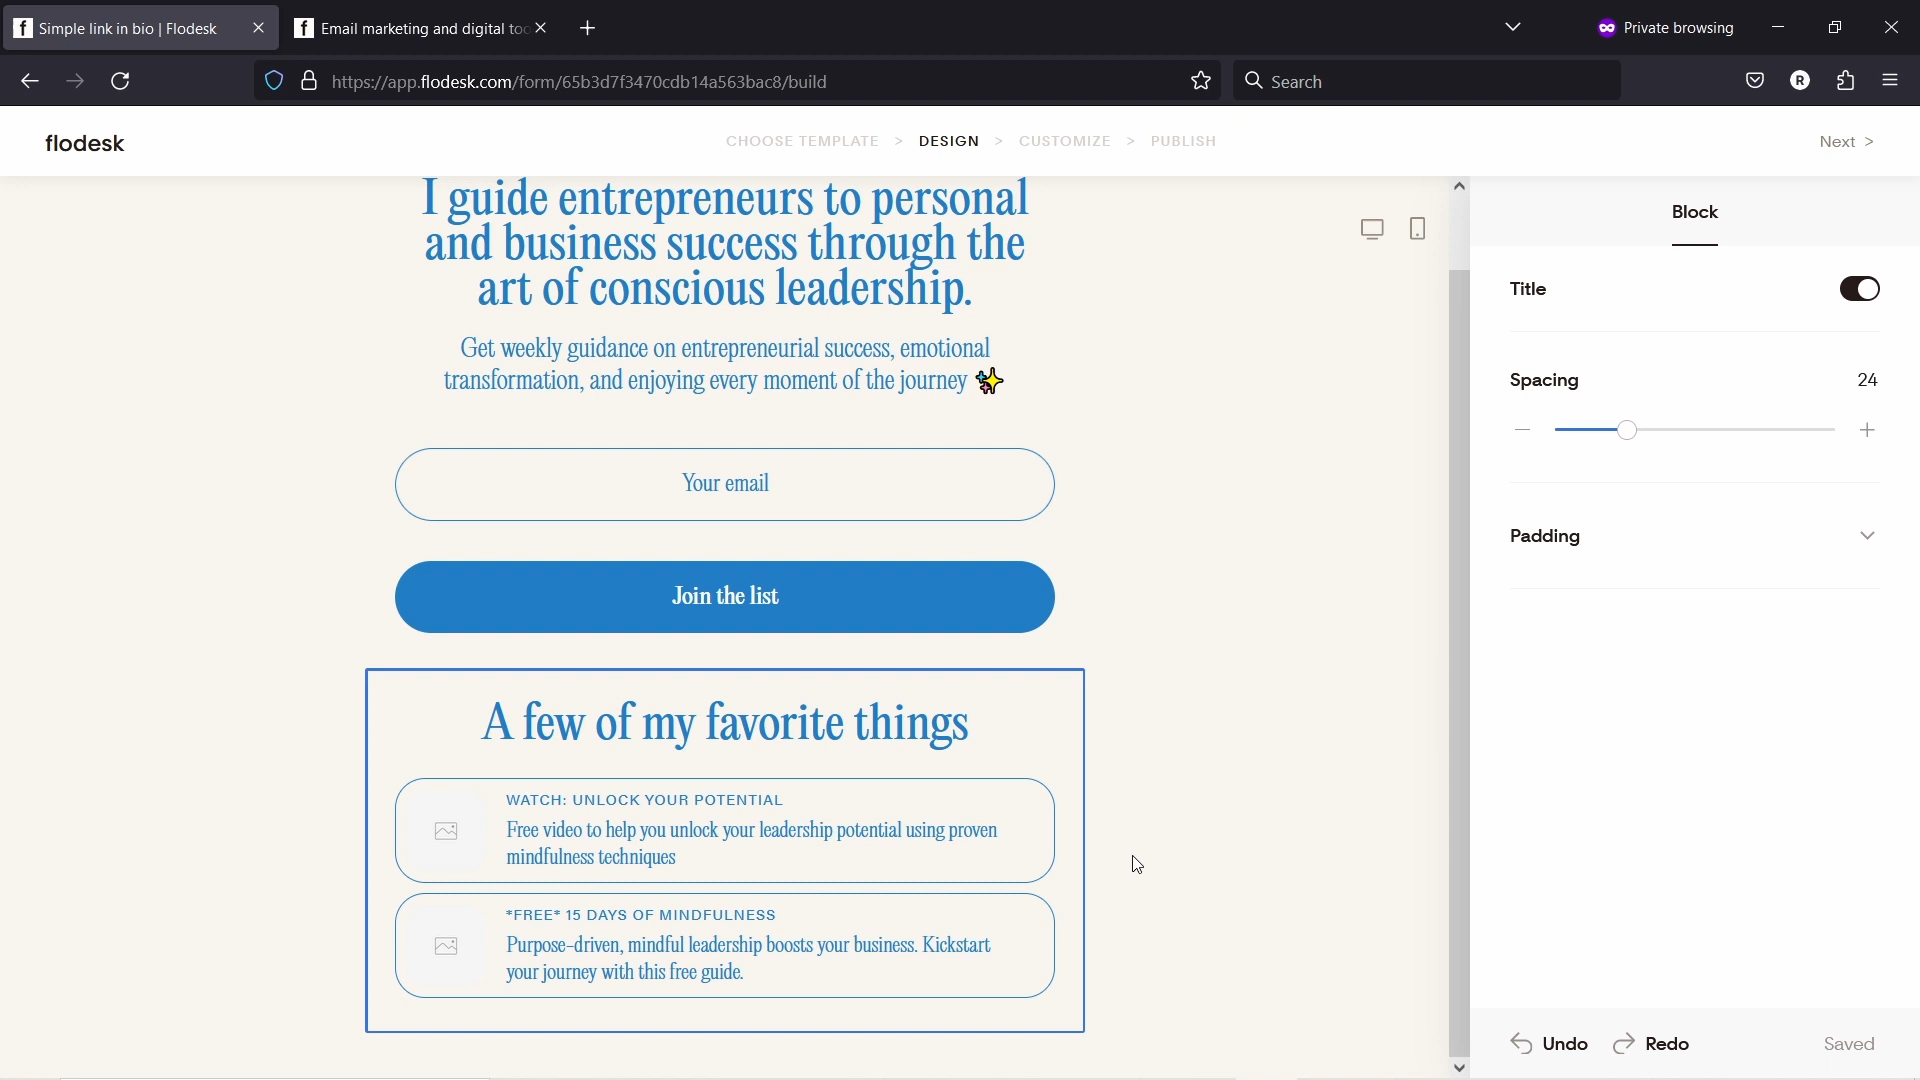 Simple link in bio | Flodesk
Email marketing and digital too
Private browsing
https://app.flodesk.com/form/65b3d7f3470cdb14a563bac8/build
Search
flodesk
CHOOSE TEMPLATE > DESIGN > CUSTOMIZE > PUBLISH
Next >
I guide entrepreneurs to personal
and business success through the
art of conscious leadership.
Get weekly guidance on entrepreneurial success, emotional
transformation, and enjoying every moment of the journey ✨
Your email
Join the list
A few of my favorite things
WATCH: UNLOCK YOUR POTENTIAL
Free video to help you unlock your leadership potential using proven
mindfulness techniques
*FREE* 15 DAYS OF MINDFULNESS
Purpose-driven, mindful leadership boosts your business. Kickstart
your journey with this free guide.
Block
Title
Spacing 24
Padding
Undo Redo Saved